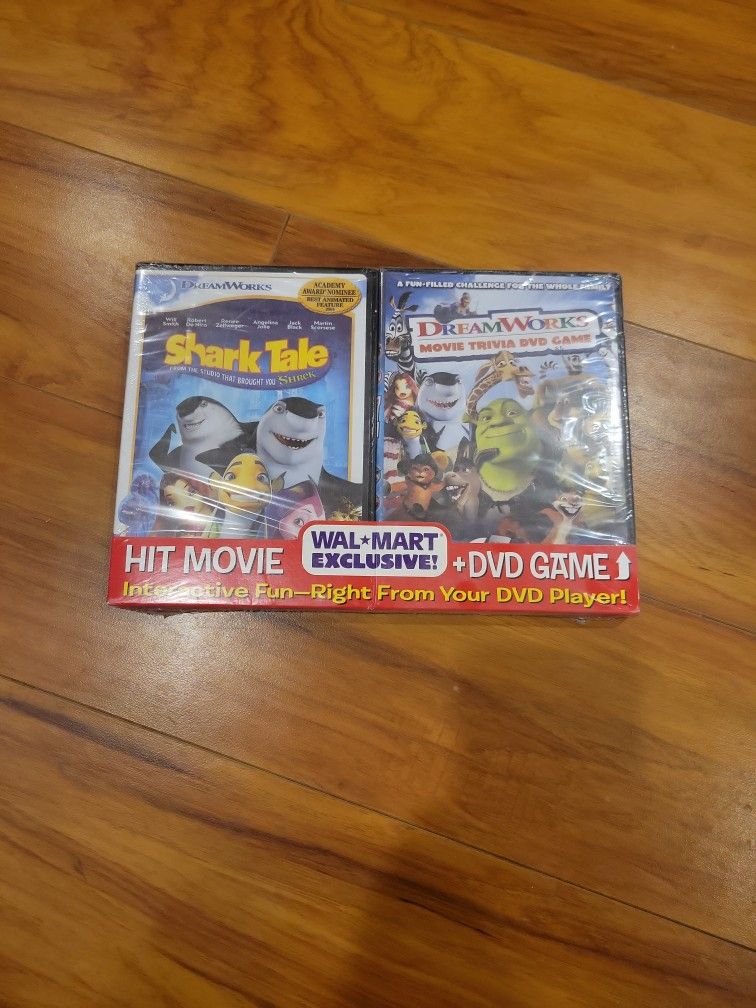 DREAMWORKS
ACADEMY
AWARD® NOMINEE
BEST ANIMATED
FEATURE
2004
Will Smith Robert De Niro Renée Zellweger Angelina Jolie Jack Black Martin Scorsese
Shark Tale
FROM THE STUDIO THAT BROUGHT YOU SHREK
A FUN-FILLED CHALLENGE FOR THE WHOLE FAMILY
DREAMWORKS
MOVIE TRIVIA DVD GAME
HIT MOVIE
WAL★MART
EXCLUSIVE!
+DVD GAME
Interactive Fun—Right From Your DVD Player!